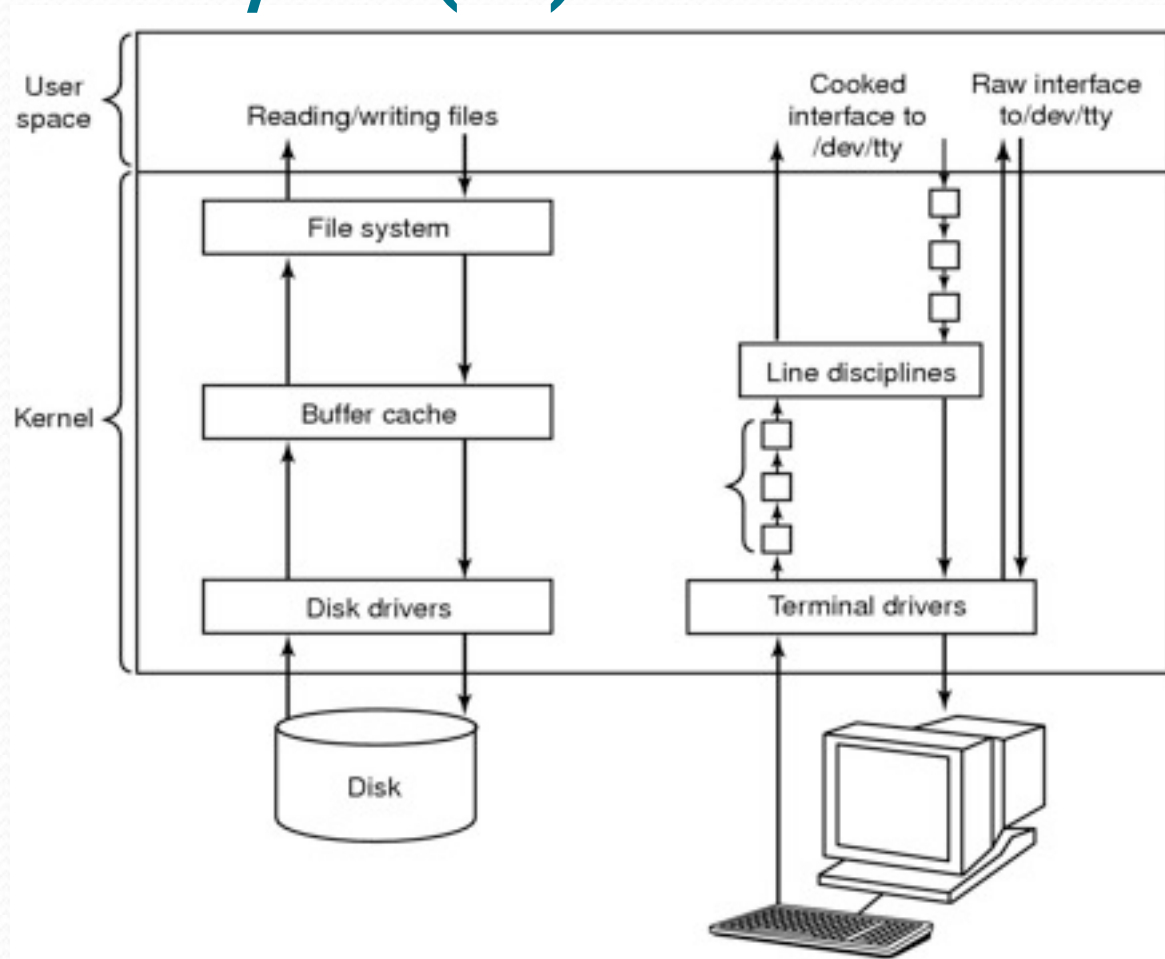 User
space
Reading/writing files
Cooked
interface to
/dev/tty
Raw interface
to/dev/tty
File system
Line disciplines
Kernel
Buffer cache
Disk drivers
Terminal drivers
Disk